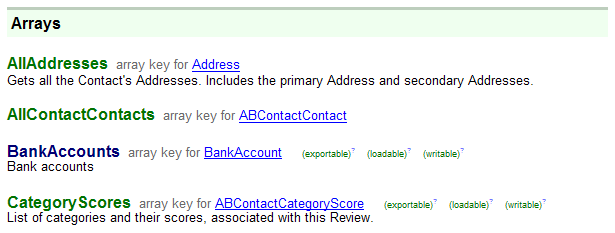 Arrays
AllAddresses array key for Address
Gets all the Contact's Addresses. Includes the primary Address and secondary Addresses.
AllContactContacts array key for ABContactContact
BankAccounts array key for BankAccount (exportable)? (loadable)? (writable)?
Bank accounts
CategoryScores array key for ABContactCategoryScore (exportable)? (loadable)? (writable)?
List of categories and their scores, associated with this Review.